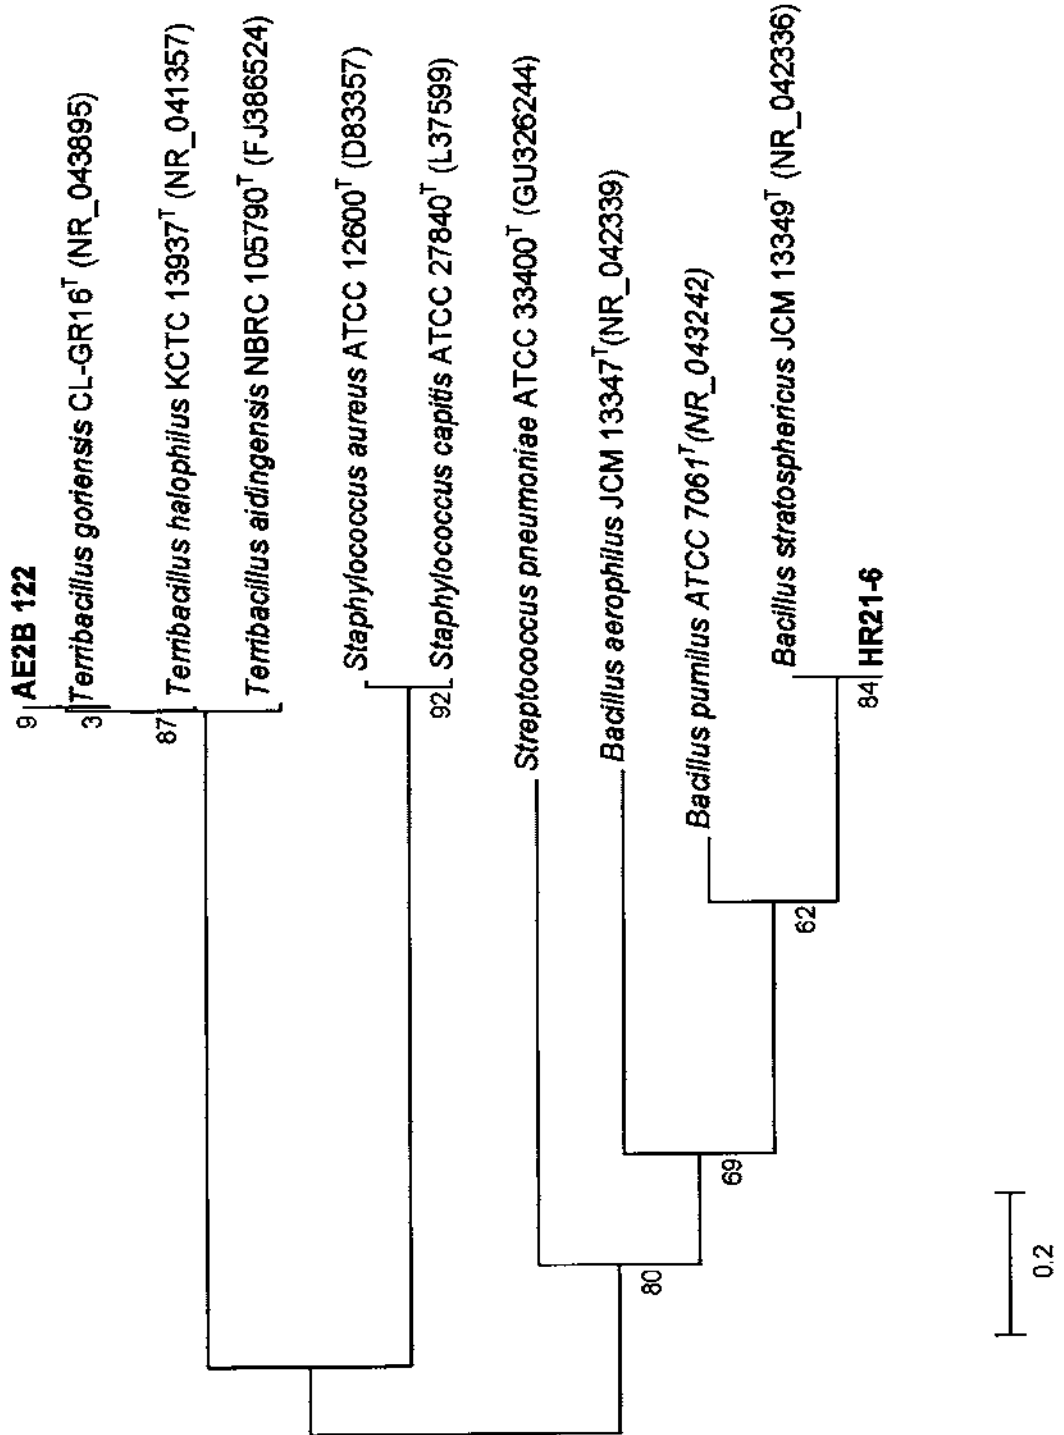 AE2B 122
Terribacillus goriensis CL-GR16ᵀ (NR_043895)
Terribacillus halophilus KCTC 13937ᵀ (NR_041357)
Terribacillus aidingensis NBRC 105790ᵀ (FJ386524)
Staphylococcus aureus ATCC 12600ᵀ (D83357)
Staphylococcus capitis ATCC 27840ᵀ (L37599)
Streptococcus pneumoniae ATCC 33400ᵀ (GU326244)
Bacillus aerophilus JCM 13347ᵀ(NR_042339)
Bacillus pumilus ATCC 7061ᵀ(NR_043242)
Bacillus stratosphericus JCM 13349ᵀ (NR_042336)
HR21-6
9
3
87
92
84
62
69
80
0.2